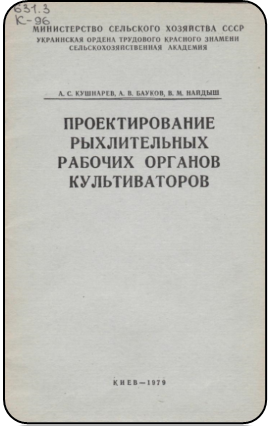 631.3
К-96
МИНИСТЕРСТВО СЕЛЬСКОГО ХОЗЯЙСТВА СССР
УКРАИНСКАЯ ОРДЕНА ТРУДОВОГО КРАСНОГО ЗНАМЕНИ
СЕЛЬСКОХОЗЯЙСТВЕННАЯ АКАДЕМИЯ
А. С. КУШНАРЕВ, А. В. БАУКОВ, В. М. НАЙДЫШ
ПРОЕКТИРОВАНИЕ
РЫХЛИТЕЛЬНЫХ
РАБОЧИХ ОРГАНОВ
КУЛЬТИВАТОРОВ
КИЕВ—1979